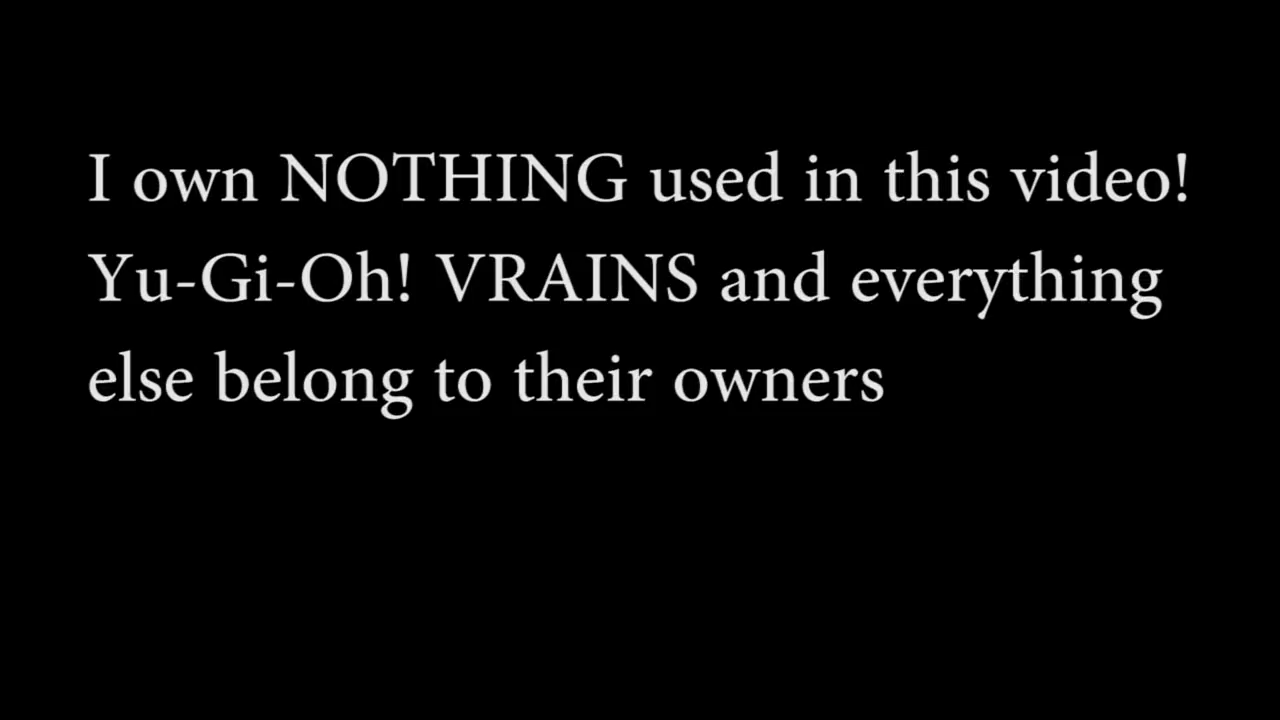 I own NOTHING used in this video!
Yu-Gi-Oh! VRAINS and everything
else belong to their owners